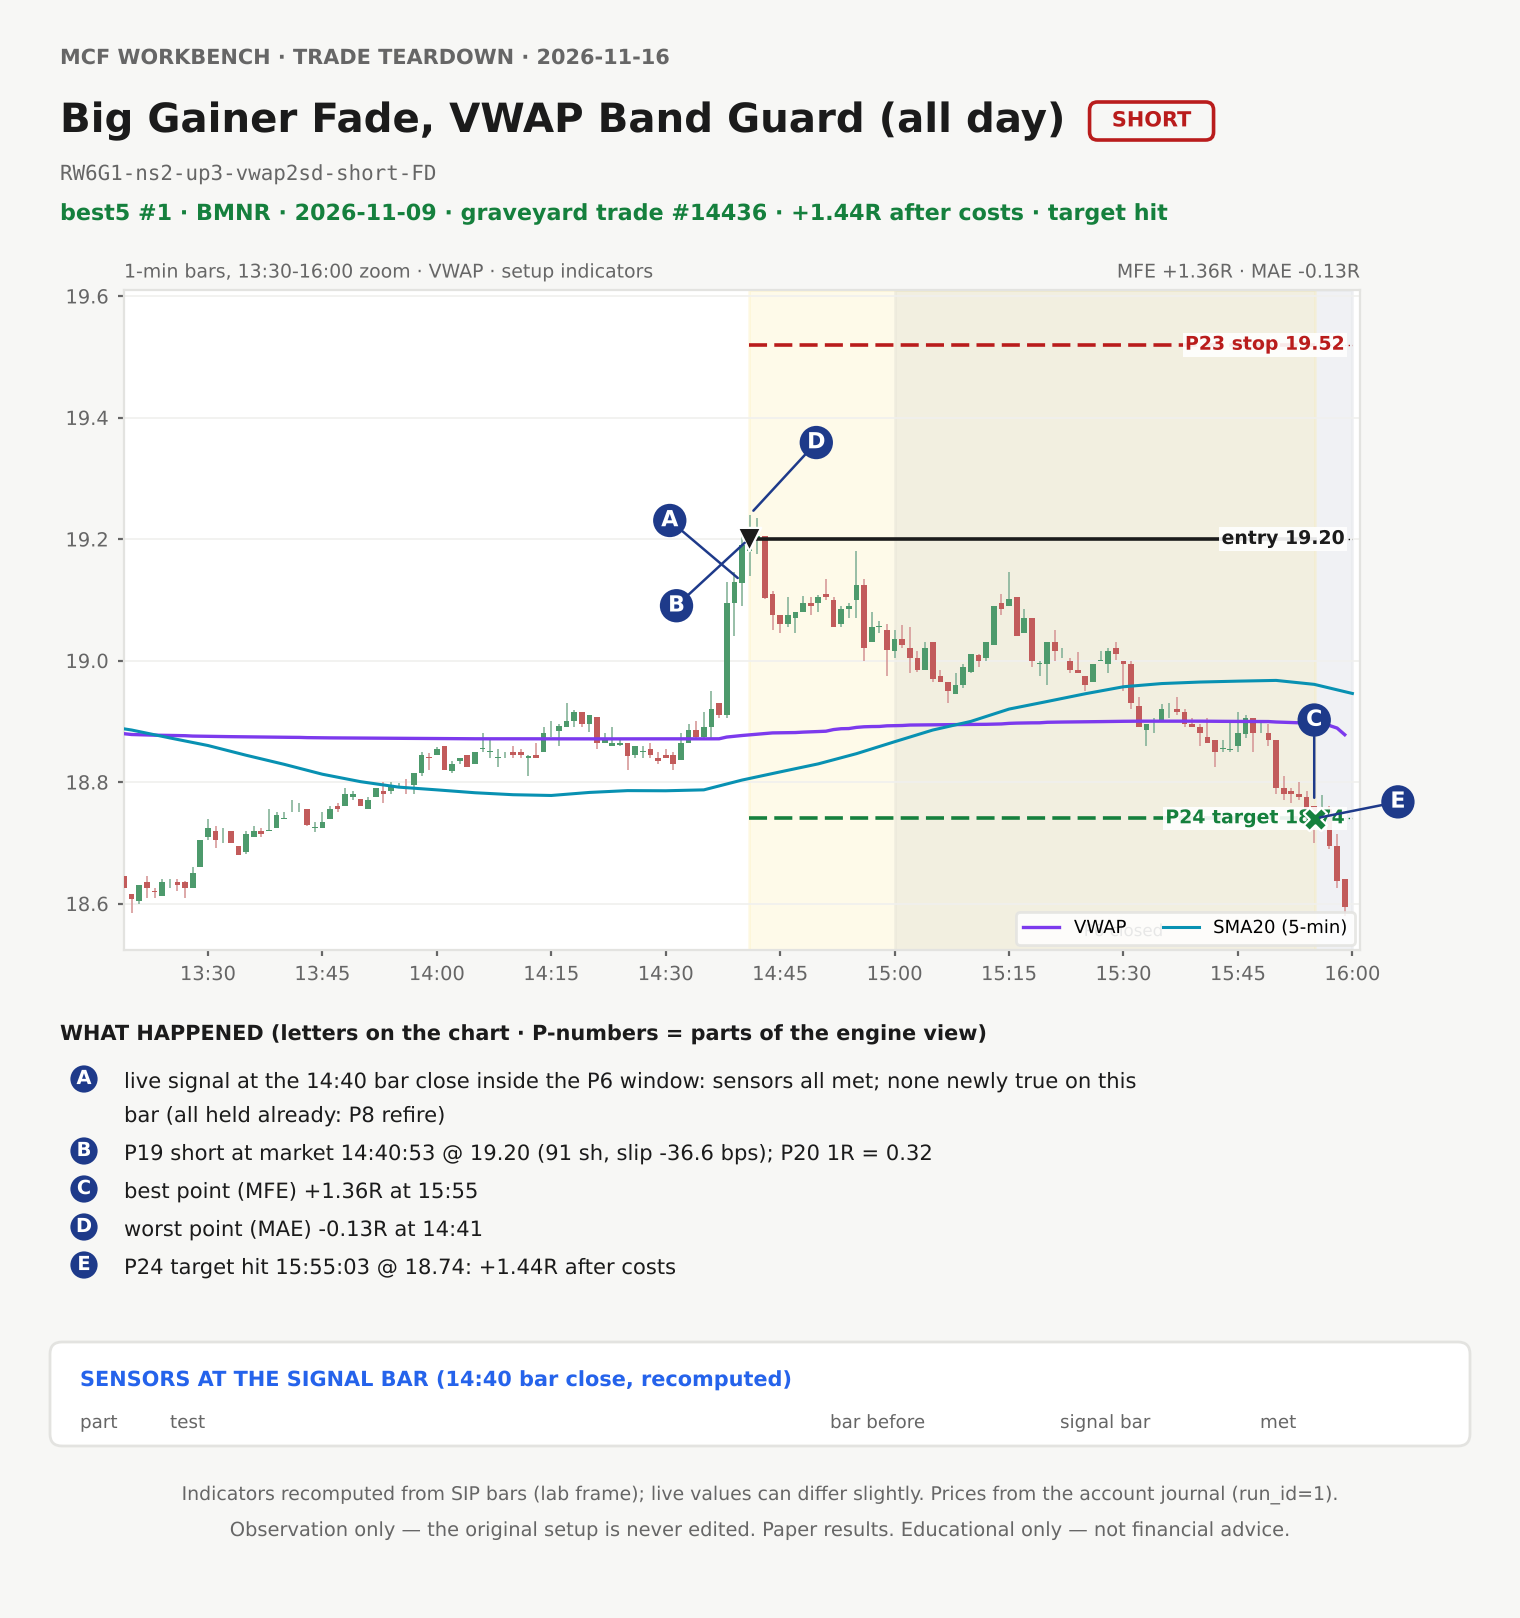 MCF WORKBENCH · TRADE TEARDOWN · 2026-11-16
Big Gainer Fade, VWAP Band Guard (all day) SHORT
RW6G1-ns2-up3-vwap2sd-short-FD
best5 #1 · BMNR · 2026-11-09 · graveyard trade #14436 · +1.44R after costs · target hit
1-min bars, 13:30-16:00 zoom · VWAP · setup indicators MFE +1.36R · MAE -0.13R
19.6
P23 stop 19.52
19.4
D
A
19.2
entry 19.20
B
19.0
C
18.8
E
P24 target
18.6
VWAP SMA20 (5-min)
13:30 13:45 14:00 14:15 14:30 14:45 15:00 15:15 15:30 15:45 16:00
WHAT HAPPENED (letters on the chart · P-numbers = parts of the engine view)
A live signal at the 14:40 bar close inside the P6 window: sensors all met; none newly true on this
bar (all held already: P8 refire)
B P19 short at market 14:40:53 @ 19.20 (91 sh, slip -36.6 bps); P20 1R = 0.32
C best point (MFE) +1.36R at 15:55
D worst point (MAE) -0.13R at 14:41
E P24 target hit 15:55:03 @ 18.74: +1.44R after costs
SENSORS AT THE SIGNAL BAR (14:40 bar close, recomputed)
part test bar before signal bar met
Indicators recomputed from SIP bars (lab frame); live values can differ slightly. Prices from the account journal (run_id=1).
Observation only — the original setup is never edited. Paper results. Educational only — not financial advice.